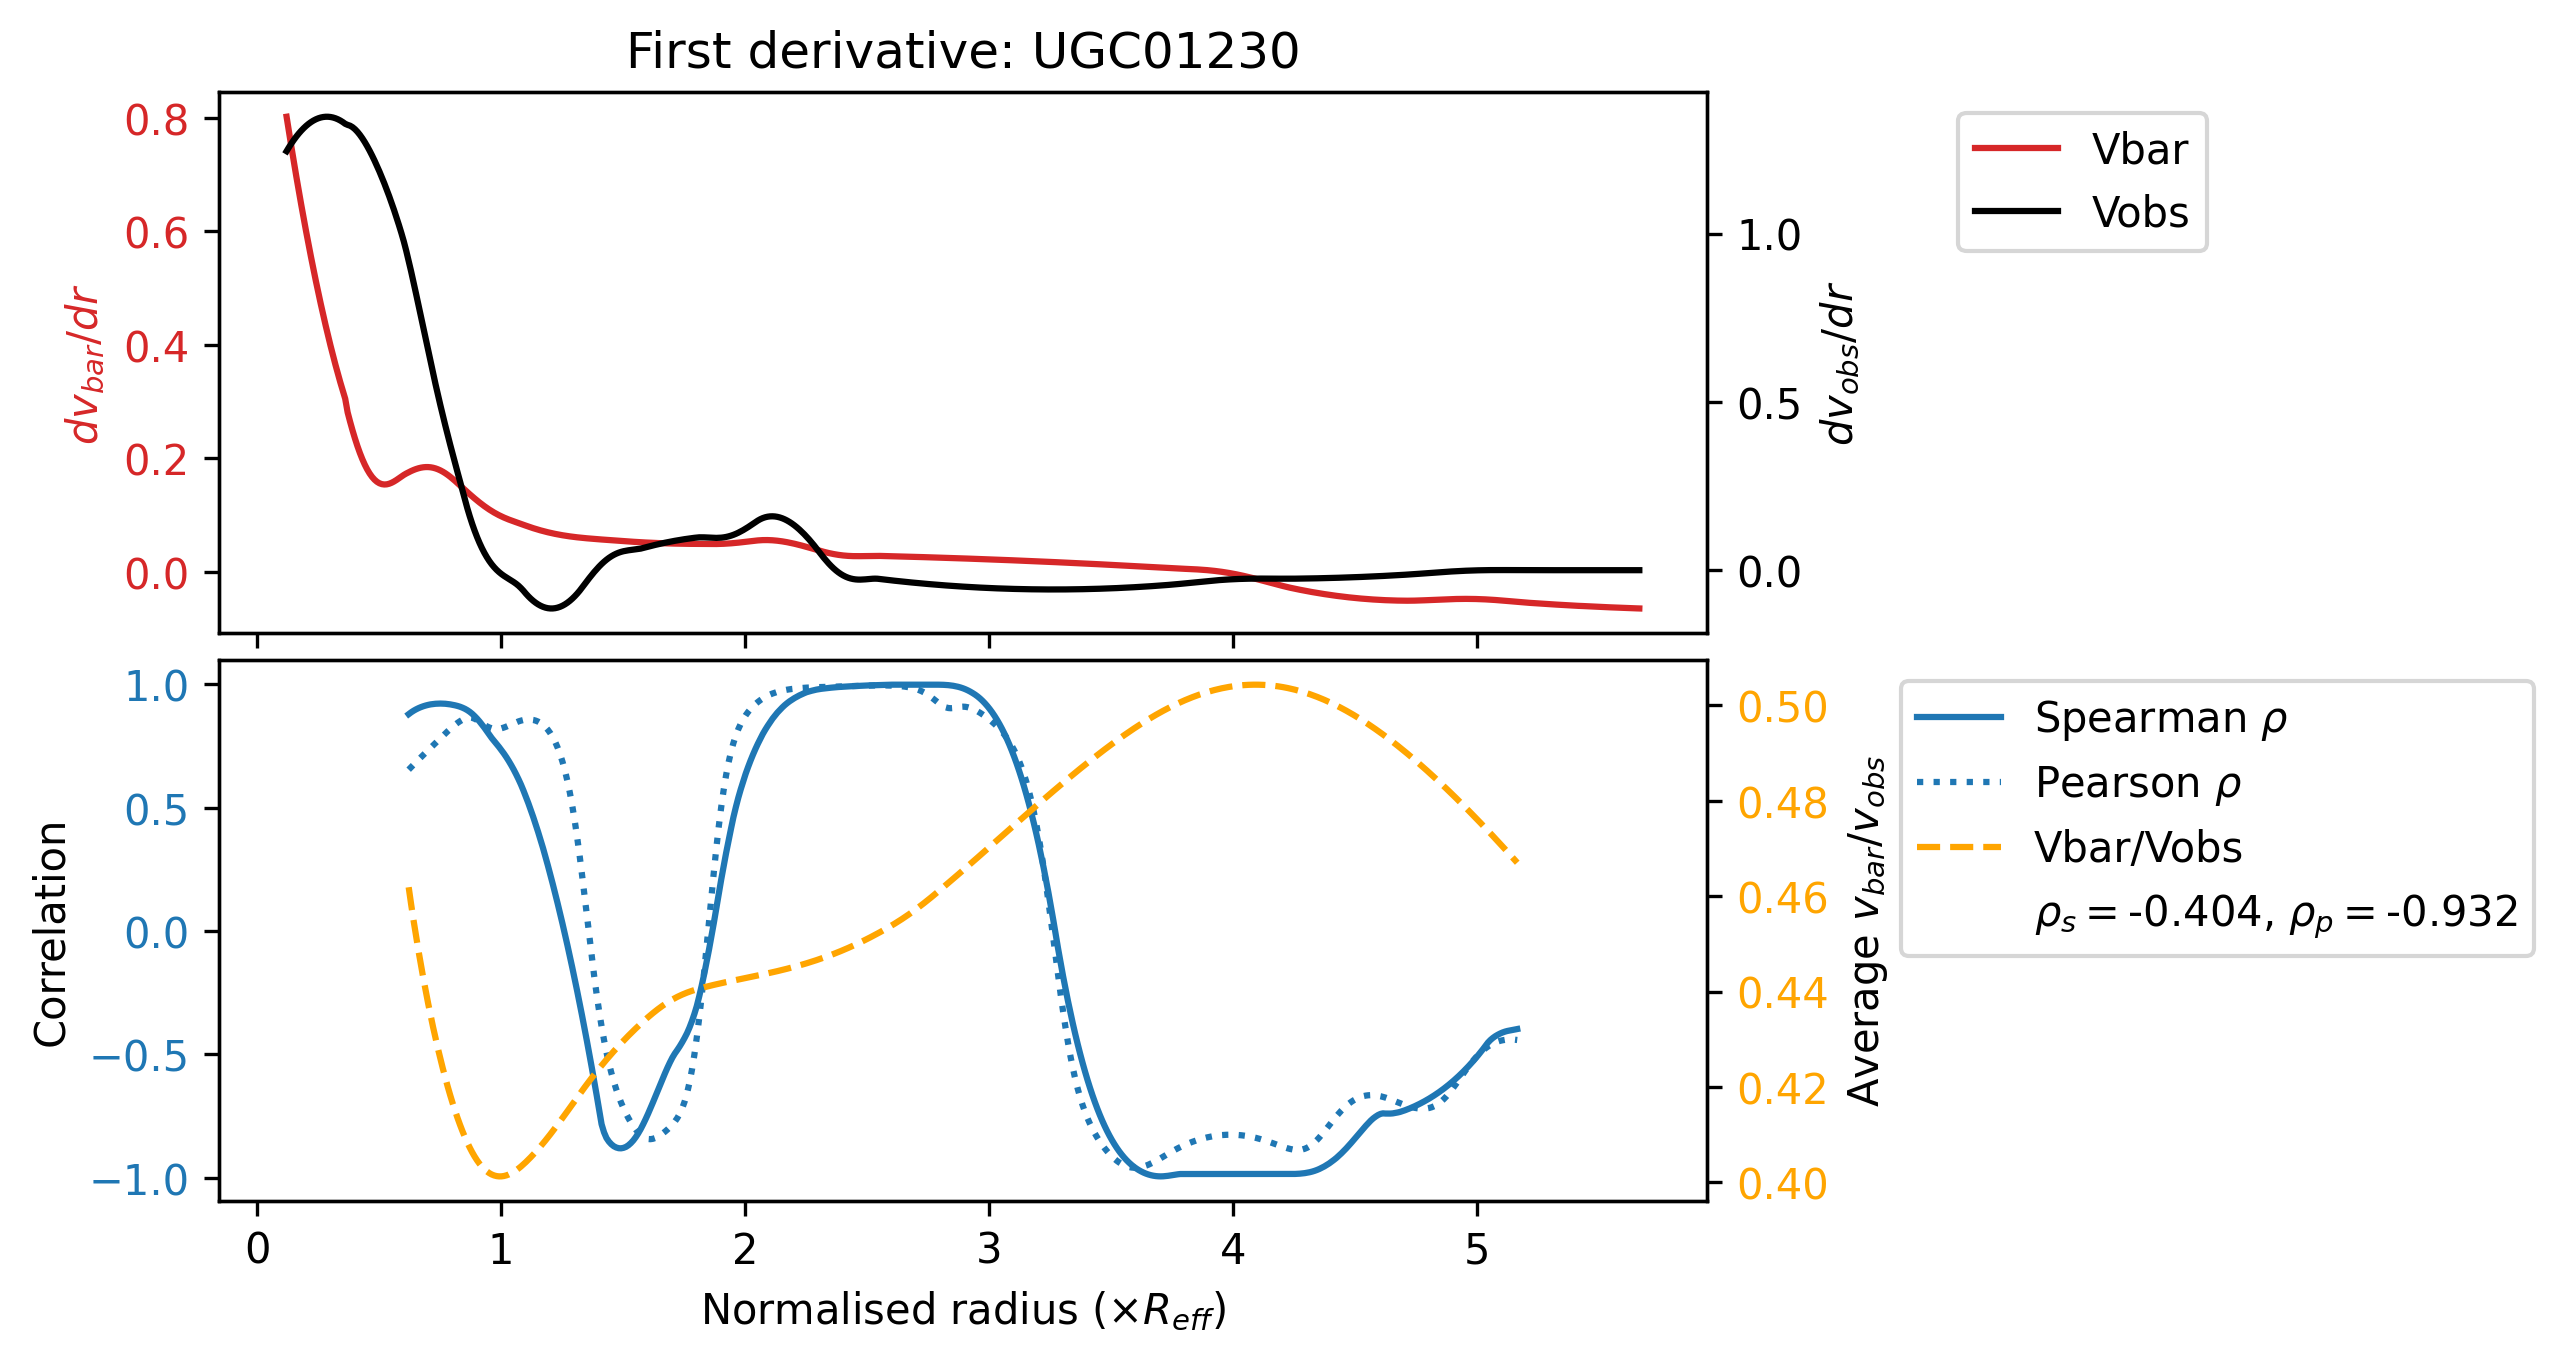 First derivative: UGC01230
0.8
0.6
0.4
0.2
0.0
dv_bar/dr
1.0
0.5
0.0
dv_obs/dr
Vbar
Vobs
1.0
0.5
0.0
−0.5
−1.0
Correlation
0.50
0.48
0.46
0.44
0.42
0.40
Average v_bar/v_obs
Spearman ρ
Pearson ρ
Vbar/Vobs
ρ_s = -0.404, ρ_p = -0.932
0 1 2 3 4 5
Normalised radius (×R_eff)